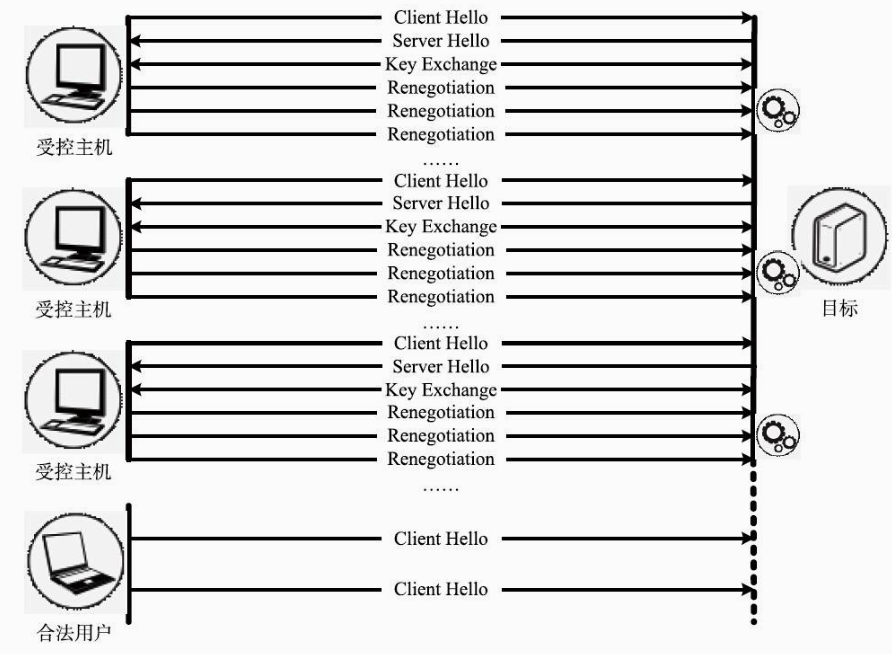 Client Hello
Server Hello
Key Exchange
Renegotiation
Renegotiation
Renegotiation
受控主机
……
Client Hello
Server Hello
Key Exchange
Renegotiation
Renegotiation
Renegotiation
受控主机
目标
……
Client Hello
Server Hello
Key Exchange
Renegotiation
Renegotiation
Renegotiation
受控主机
……
Client Hello
Client Hello
合法用户